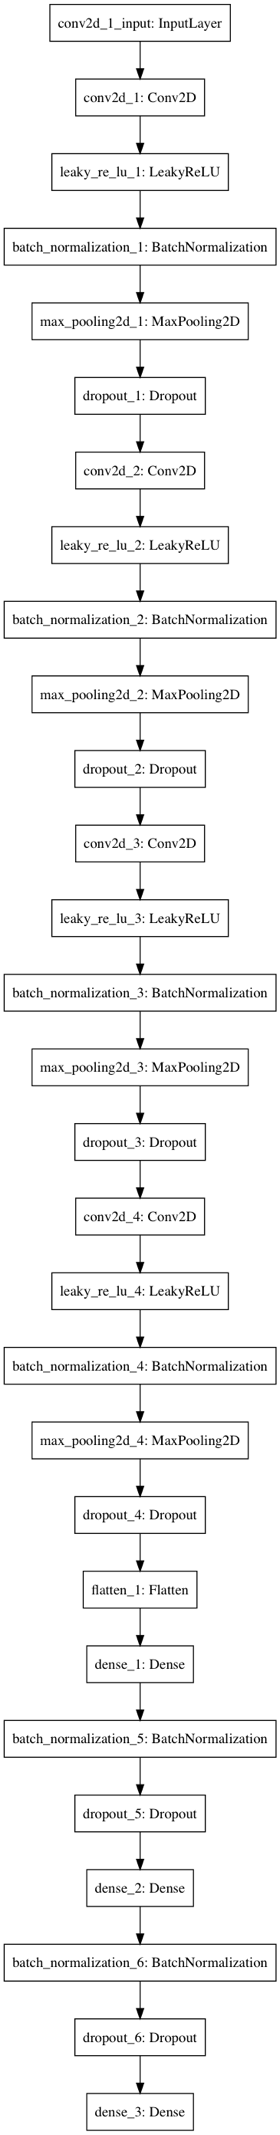 conv2d_1_input: InputLayer
conv2d_1: Conv2D
leaky_re_lu_1: LeakyReLU
batch_normalization_1: BatchNormalization
max_pooling2d_1: MaxPooling2D
dropout_1: Dropout
conv2d_2: Conv2D
leaky_re_lu_2: LeakyReLU
batch_normalization_2: BatchNormalization
max_pooling2d_2: MaxPooling2D
dropout_2: Dropout
conv2d_3: Conv2D
leaky_re_lu_3: LeakyReLU
batch_normalization_3: BatchNormalization
max_pooling2d_3: MaxPooling2D
dropout_3: Dropout
conv2d_4: Conv2D
leaky_re_lu_4: LeakyReLU
batch_normalization_4: BatchNormalization
max_pooling2d_4: MaxPooling2D
dropout_4: Dropout
flatten_1: Flatten
dense_1: Dense
batch_normalization_5: BatchNormalization
dropout_5: Dropout
dense_2: Dense
batch_normalization_6: BatchNormalization
dropout_6: Dropout
dense_3: Dense